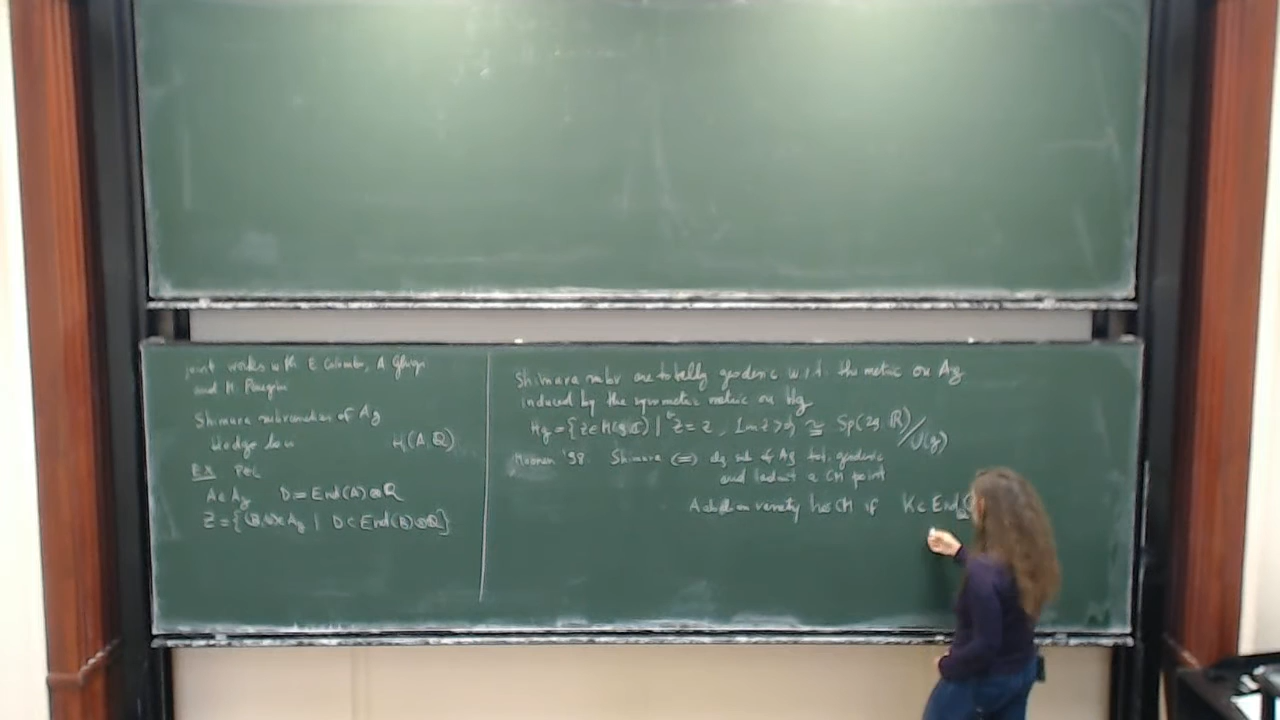 joint works with E Colombo, A Ghigi
and
Shimura subvarieties of A_g
Hodge loci H_1(A, Q)
Ex PEL
A ∈ A_g D = End(A) ⊗ Q
Z = { ∈ A_g | D ⊂ End(B) ⊗ Q}
Shimura subv are totally geodesic w.r.t. the metric on A_g
induced by the symmetric metric on H_g
H_g = {Z ∈ M(g, C) | ^tZ = Z, Im Z > 0} ≅ Sp(2g, R)/U(g)
Moonen '98. Shimura (=) alg sub of A_g tot. geodesic
and contains a CM point
A abelian variety has CM if K ⊂ End